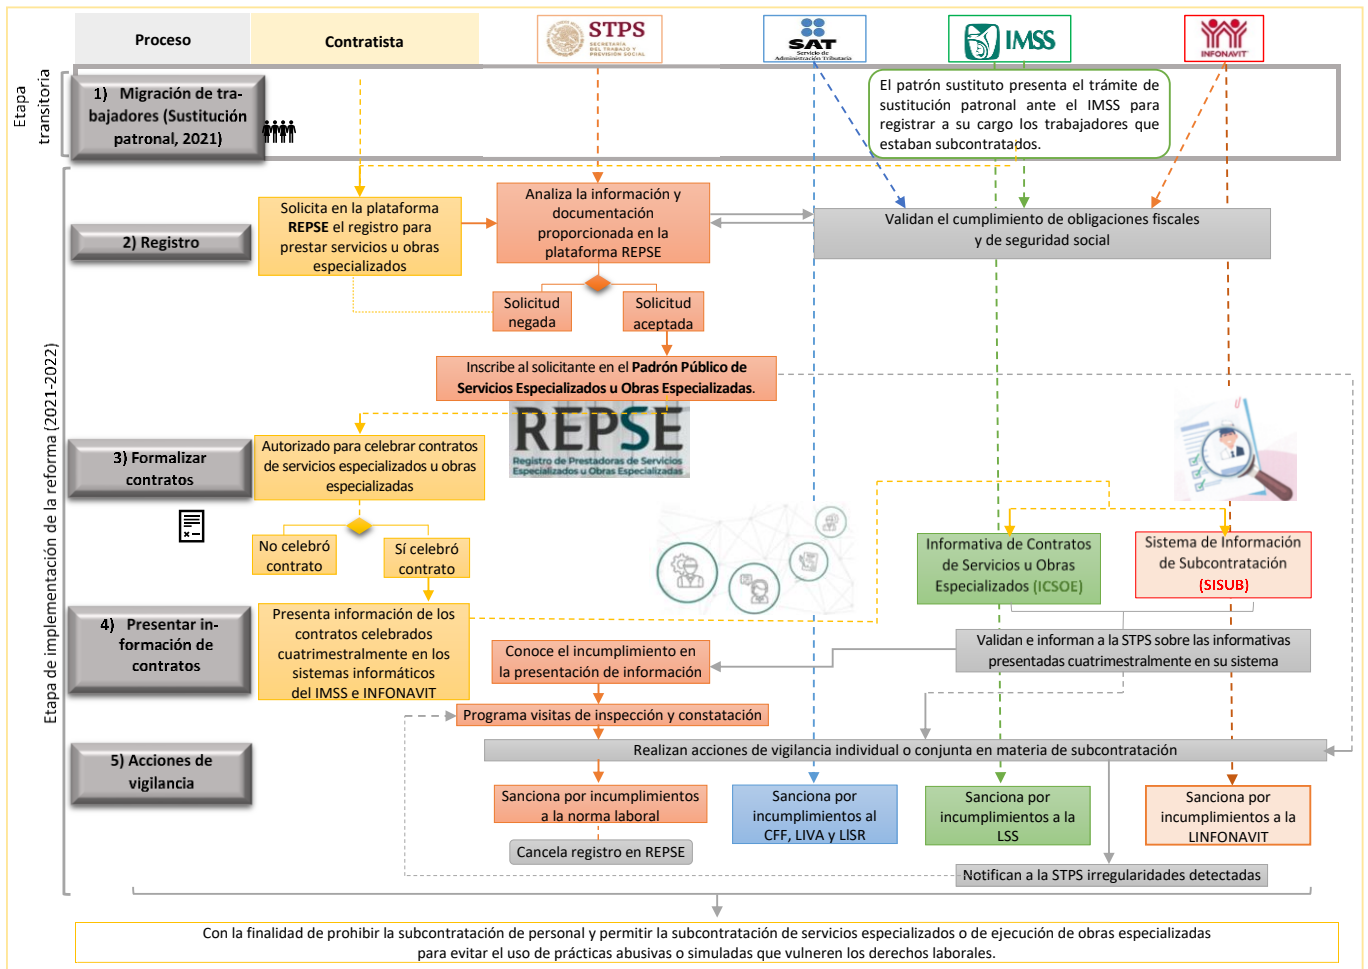 Proceso
Contratista
STPS
SECRETARÍA
DEL TRABAJO Y
PREVISIÓN SOCIAL
SAT
Servicio de
Administración Tributaria
IMSS
INFONAVIT
Etapa
transitoria
1) Migración de tra-
bajadores (Sustitución
patronal, 2021)
El patrón sustituto presenta el trámite de
sustitución patronal ante el IMSS para
registrar a su cargo los trabajadores que
estaban subcontratados.
Etapa de implementación de la reforma (2021-2022)
2) Registro
Solicita en la plataforma
REPSE el registro para
prestar servicios u obras
especializados
Analiza la información y
documentación
proporcionada en la
plataforma REPSE
Validan el cumplimiento de obligaciones fiscales
y de seguridad social
Solicitud
negada
Solicitud
aceptada
Inscribe al solicitante en el Padrón Público de
Servicios Especializados u Obras Especializadas.
REPSE
Registro de Prestadoras de Servicios
Especializados u Obras Especializadas
3) Formalizar
contratos
Autorizado para celebrar contratos
de servicios especializados u obras
especializadas
No celebró
contrato
Sí celebró
contrato
Informativa de Contratos
de Servicios u Obras
Especializados (ICSOE)
Sistema de Información
de Subcontratación
(SISUB)
4) Presentar in-
formación de
contratos
Presenta información de los
contratos celebrados
cuatrimestralmente en los
sistemas informáticos
del IMSS e INFONAVIT
Conoce el incumplimiento en
la presentación de información
Validan e informan a la STPS sobre las informativas
presentadas cuatrimestralmente en su sistema
Programa visitas de inspección y constatación
5) Acciones de
vigilancia
Realizan acciones de vigilancia individual o conjunta en materia de subcontratación
Sanciona por incumplimientos
a la norma laboral
Sanciona por
incumplimientos al
CFF, LIVA y LISR
Sanciona por
incumplimientos a la
LSS
Sanciona por
incumplimientos a la
LINFONAVIT
Cancela registro en REPSE
Notifican a la STPS irregularidades detectadas
Con la finalidad de prohibir la subcontratación de personal y permitir la subcontratación de servicios especializados o de ejecución de obras especializadas
para evitar el uso de prácticas abusivas o simuladas que vulneren los derechos laborales.